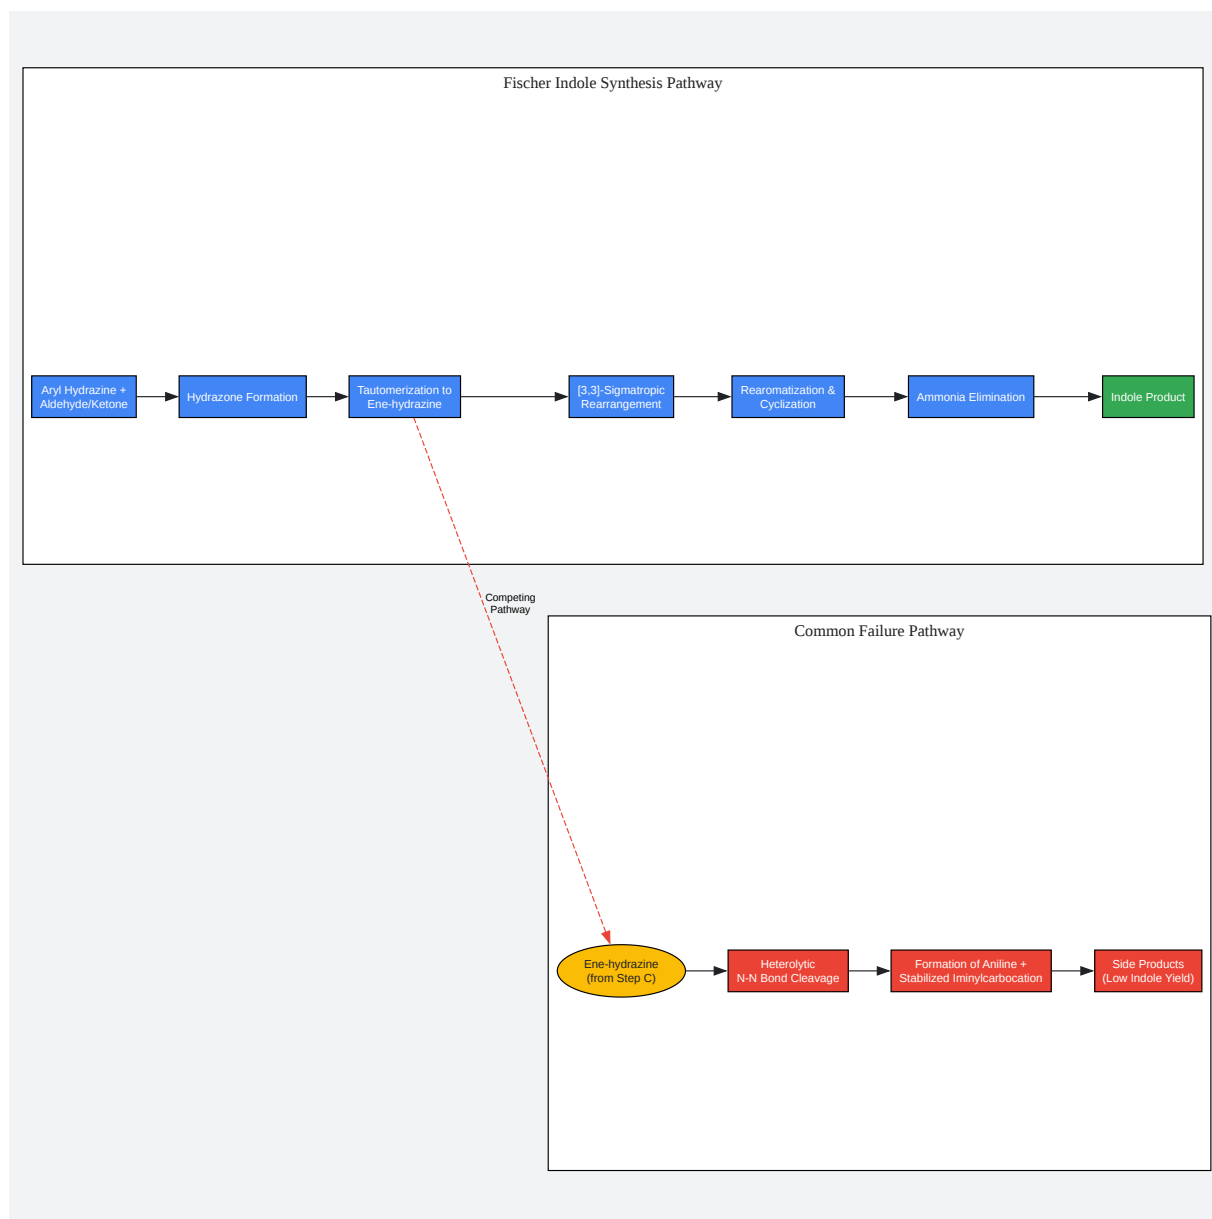 Fischer Indole Synthesis Pathway
Aryl Hydrazine +
Aldehyde/Ketone
Hydrazone Formation
Tautomerization to
Ene-hydrazine
[3,3]-Sigmatropic
Rearrangement
Rearomatization &
Cyclization
Ammonia Elimination
Indole Product
Competing
Pathway
Common Failure Pathway
Ene-hydrazine
(from Step C)
Heterolytic
N-N Bond Cleavage
Formation of Aniline +
Stabilized Iminylcarbocation
Side Products
(Low Indole Yield)